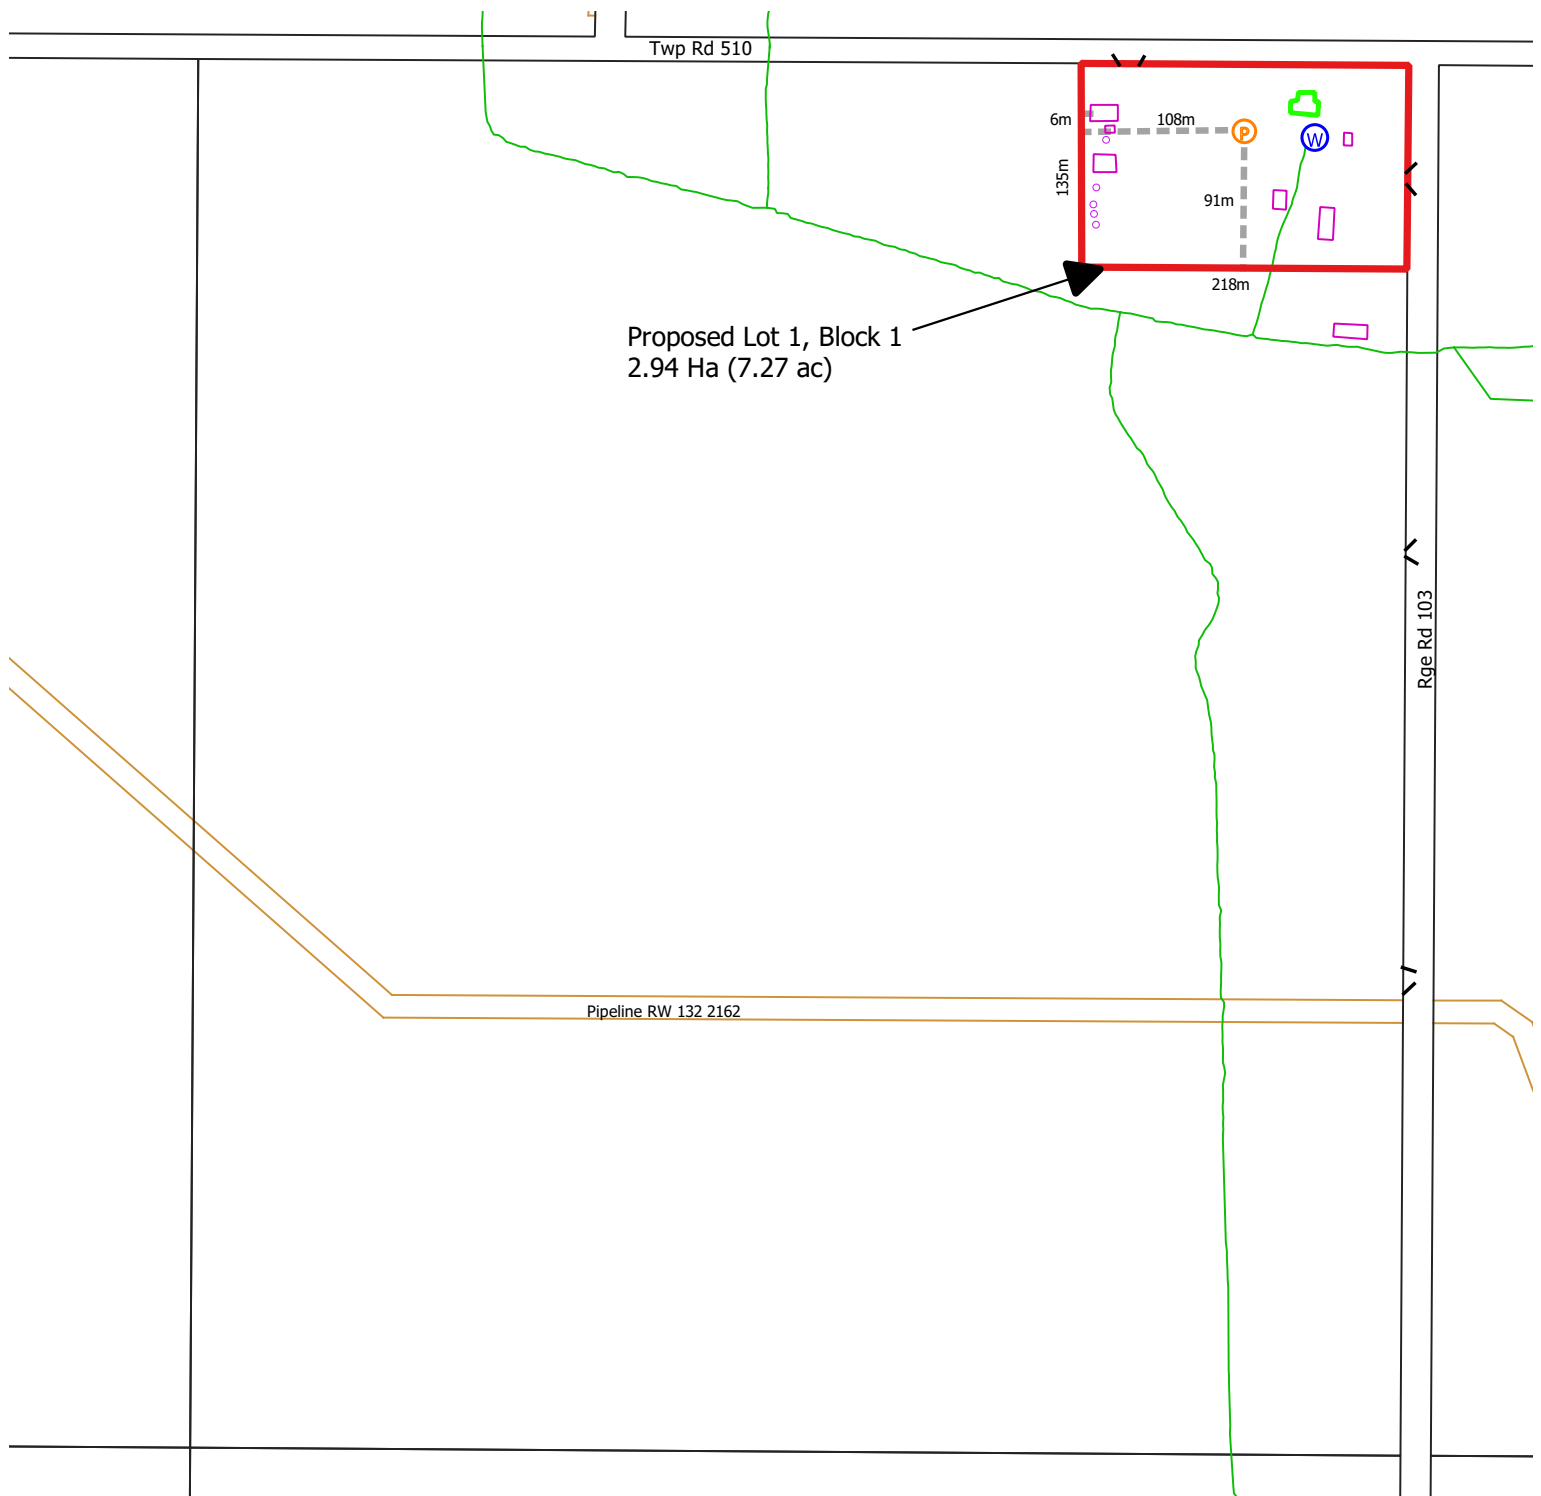 Twp Rd 510
6m
108m
P
W
135m
91m
218m
Proposed Lot 1, Block 1
2.94 Ha (7.27 ac)
Rge Rd 103
Pipeline RW 132 2162